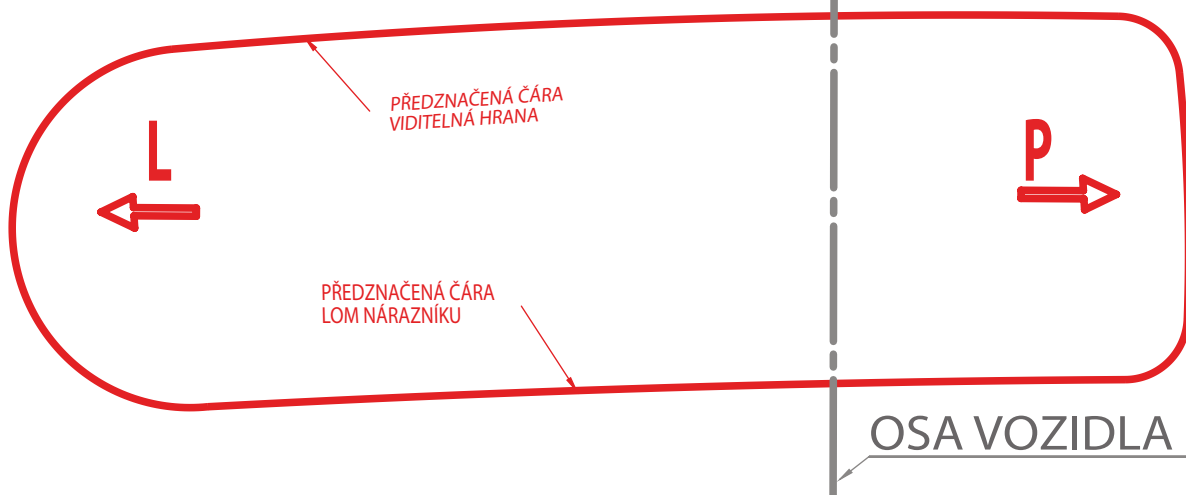 PŘEDZNAČENÁ ČÁRA
VIDITELNÁ HRANA
L
P
PŘEDZNAČENÁ ČÁRA
LOM NÁRAZNÍKU
OSA VOZIDLA